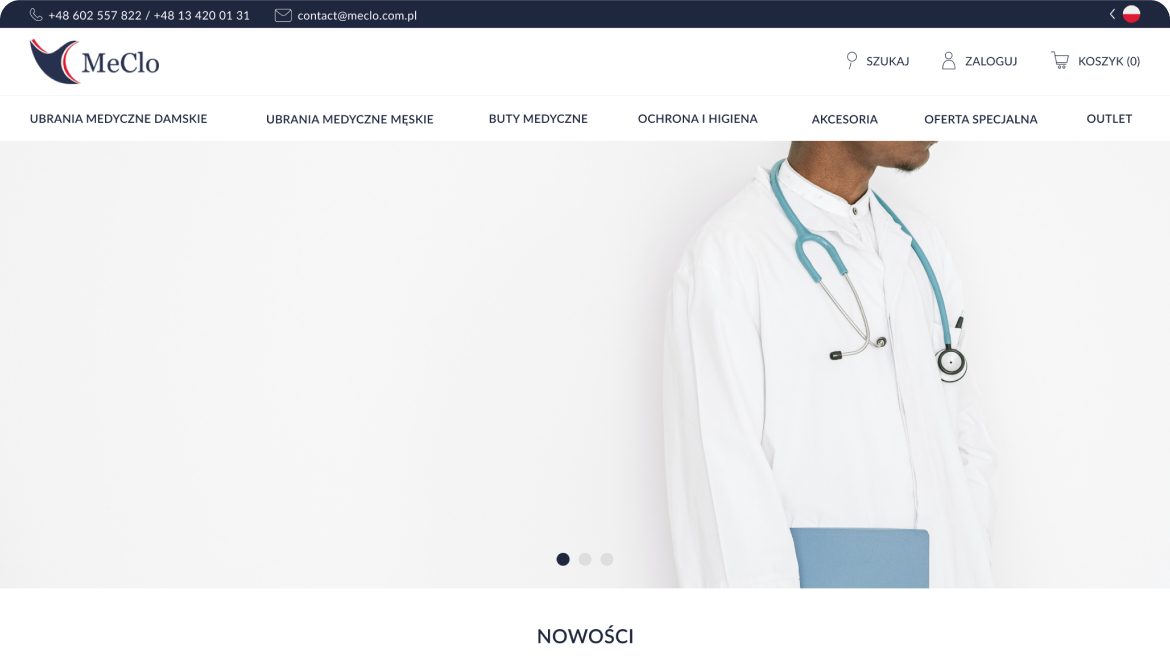 +48 602 557 822 / +48 13 420 01 31 contact@meclo.com.pl
MeClo SZUKAJ ZALOGUJ KOSZYK (0)
UBRANIA MEDYCZNE DAMSKIE UBRANIA MEDYCZNE MĘSKIE BUTY MEDYCZNE OCHRONA I HIGIENA AKCESORIA OFERTA SPECJALNA OUTLET
NOWOŚCI